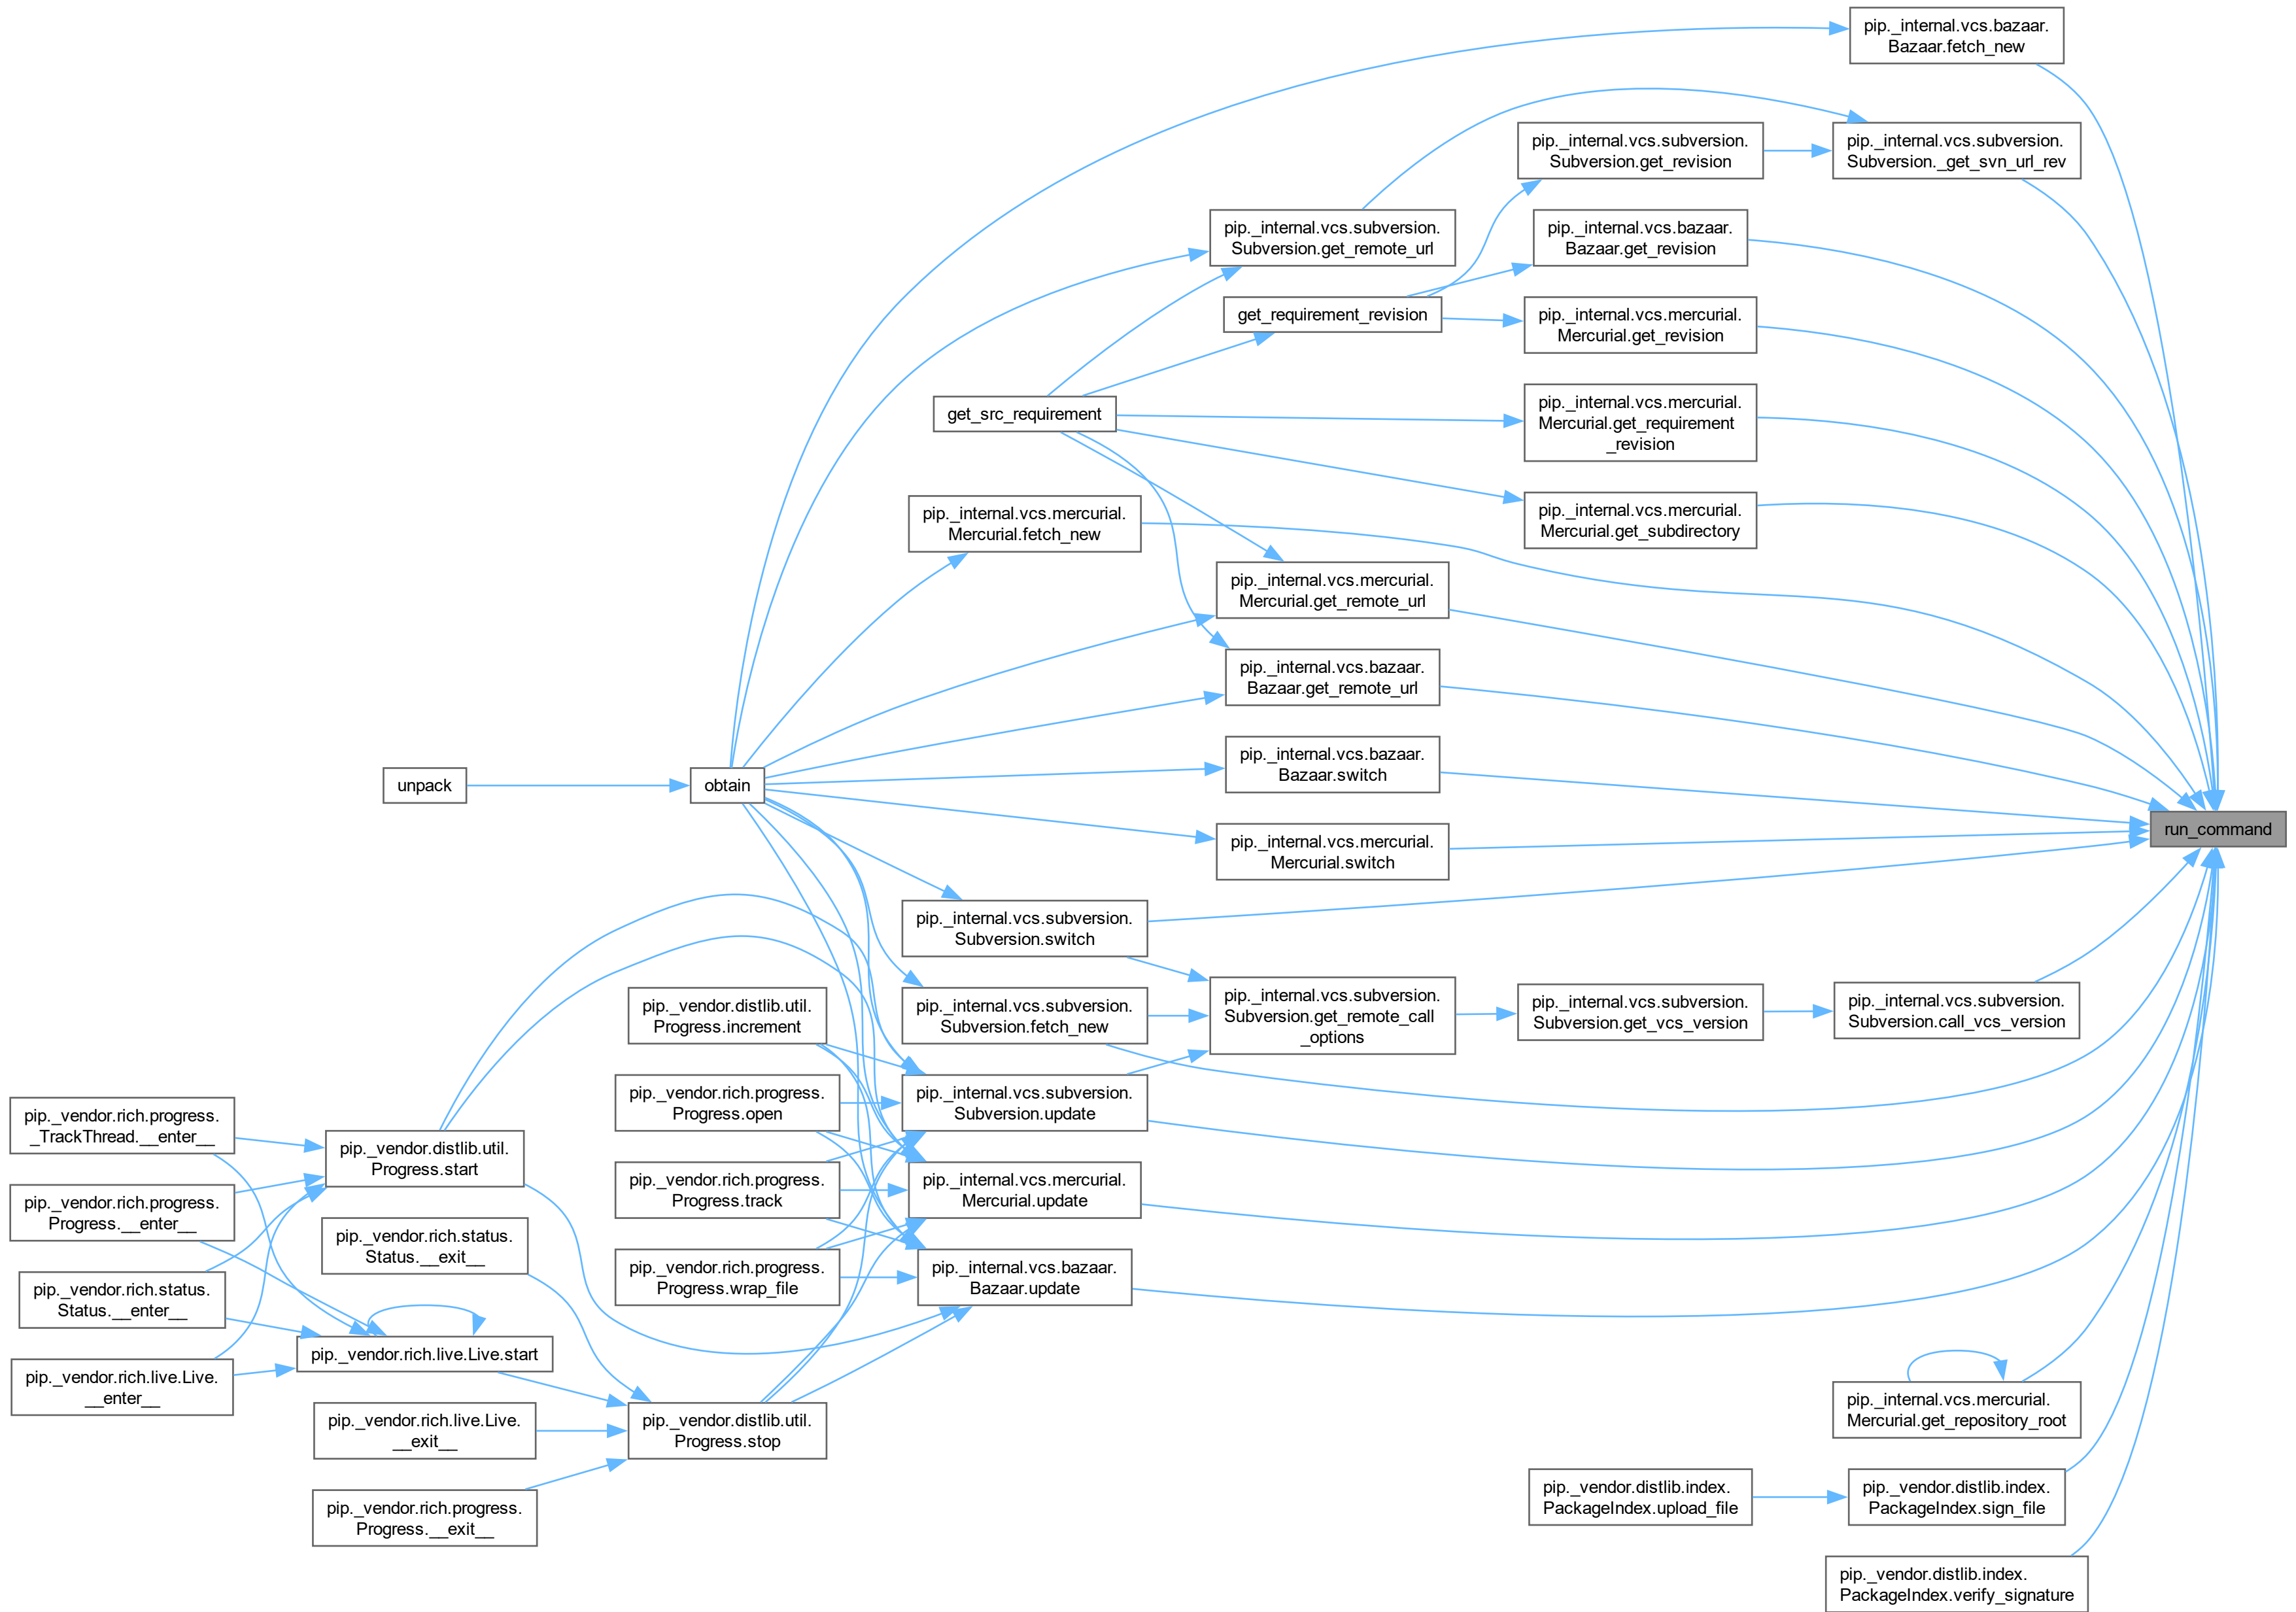 pip._internal.vcs.bazaar.
Bazaar.fetch_new
pip._internal.vcs.subversion.
Subversion._get_svn_url_rev
pip._internal.vcs.subversion.
Subversion.get_revision
pip._internal.vcs.subversion.
Subversion.get_remote_url
pip._internal.vcs.bazaar.
Bazaar.get_revision
get_requirement_revision
pip._internal.vcs.mercurial.
Mercurial.get_revision
get_src_requirement
pip._internal.vcs.mercurial.
Mercurial.get_requirement
_revision
pip._internal.vcs.mercurial.
Mercurial.fetch_new
pip._internal.vcs.mercurial.
Mercurial.get_subdirectory
pip._internal.vcs.mercurial.
Mercurial.get_remote_url
pip._internal.vcs.bazaar.
Bazaar.get_remote_url
unpack
obtain
pip._internal.vcs.bazaar.
Bazaar.switch
run_command
pip._internal.vcs.mercurial.
Mercurial.switch
pip._internal.vcs.subversion.
Subversion.switch
pip._vendor.distlib.util.
Progress.increment
pip._internal.vcs.subversion.
Subversion.fetch_new
pip._internal.vcs.subversion.
Subversion.get_remote_call
_options
pip._internal.vcs.subversion.
Subversion.get_vcs_version
pip._internal.vcs.subversion.
Subversion.call_vcs_version
pip._vendor.rich.progress.
Progress.open
pip._internal.vcs.subversion.
Subversion.update
pip._vendor.rich.progress.
_TrackThread.__enter__
pip._vendor.distlib.util.
Progress.start
pip._vendor.rich.progress.
Progress.track
pip._internal.vcs.mercurial.
Mercurial.update
pip._vendor.rich.progress.
Progress.__enter__
pip._vendor.rich.status.
Status.__exit__
pip._vendor.rich.progress.
Progress.wrap_file
pip._internal.vcs.bazaar.
Bazaar.update
pip._vendor.rich.status.
Status.__enter__
pip._vendor.rich.live.Live.start
pip._vendor.rich.live.Live.
__enter__
pip._vendor.rich.live.Live.
__exit__
pip._vendor.distlib.util.
Progress.stop
pip._internal.vcs.mercurial.
Mercurial.get_repository_root
pip._vendor.rich.progress.
Progress.__exit__
pip._vendor.distlib.index.
PackageIndex.upload_file
pip._vendor.distlib.index.
PackageIndex.sign_file
pip._vendor.distlib.index.
PackageIndex.verify_signature